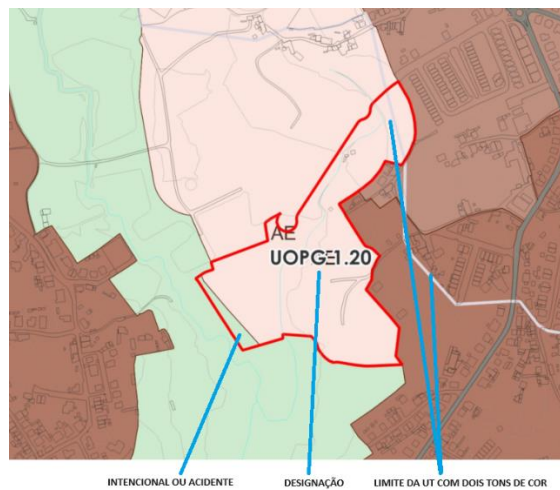 AE
UOPGE1.20
INTENCIONAL OU ACIDENTE
DESIGNAÇÃO
LIMITE DA UT COM DOIS TONS DE COR